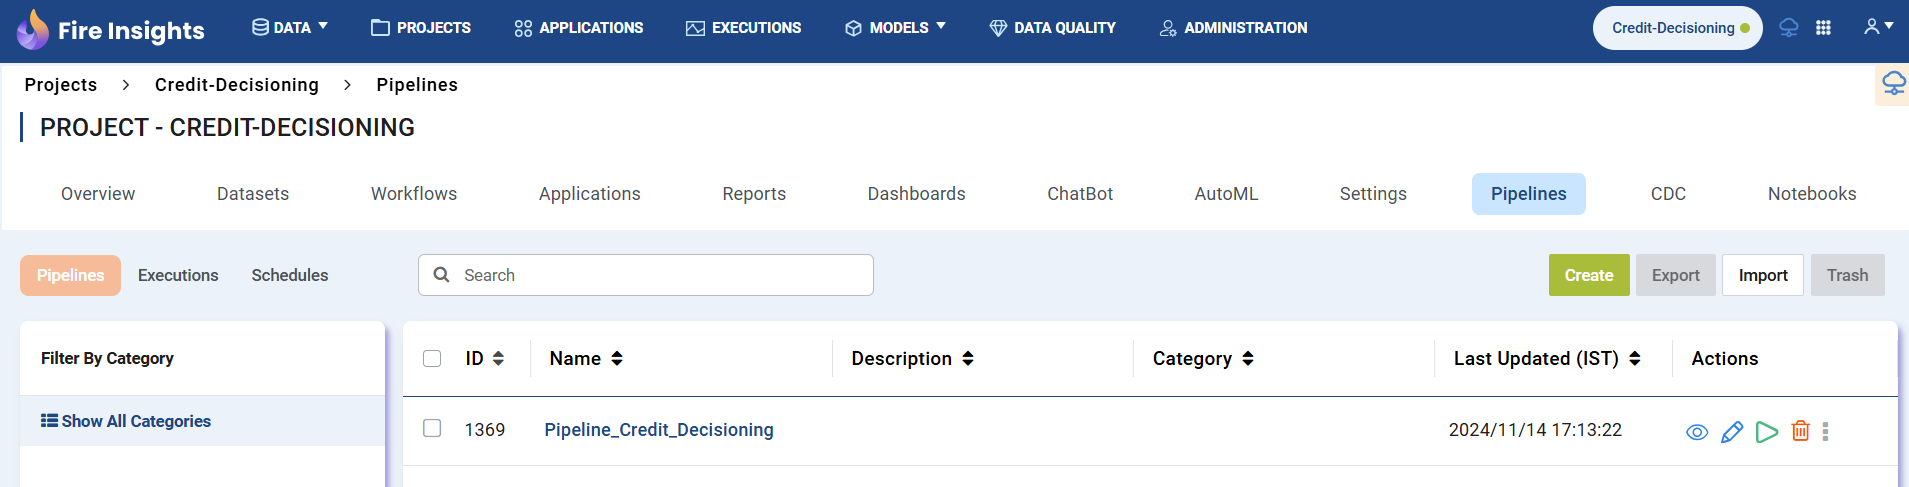 Fire Insights DATA PROJECTS APPLICATIONS EXECUTIONS MODELS DATA QUALITY ADMINISTRATION Credit-Decisioning
Projects > Credit-Decisioning > Pipelines
PROJECT - CREDIT-DECISIONING
Overview Datasets Workflows Applications Reports Dashboards ChatBot AutoML Settings Pipelines CDC Notebooks
Pipelines Executions Schedules Search Create Export Import Trash
Filter By Category
Show All Categories
ID Name Description Category Last Updated (IST) Actions
1369 Pipeline_Credit_Decisioning 2024/11/14 17:13:22